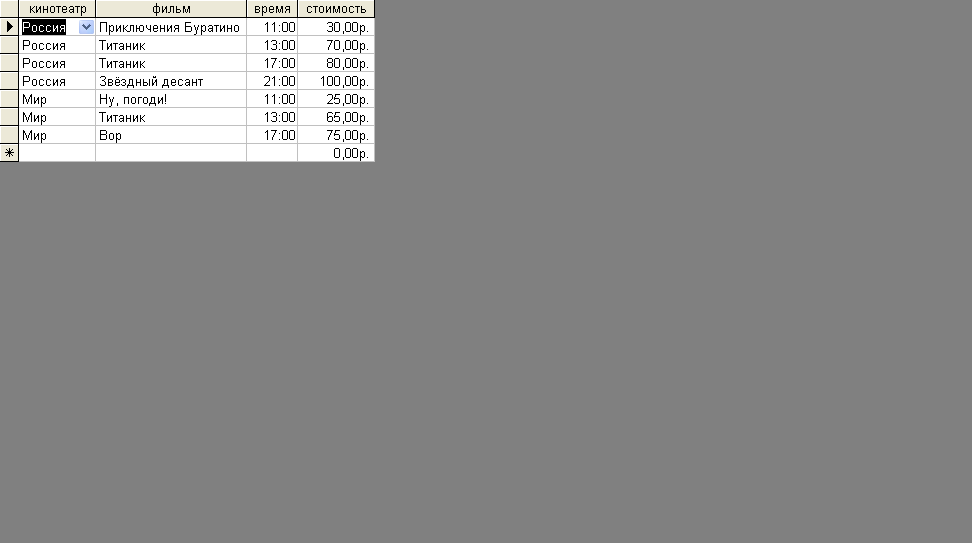 кинотеатр фильм время стоимость
Россия Приключения Буратино 11:00 30,00р.
Россия Титаник 13:00 70,00р.
Россия Титаник 17:00 80,00р.
Россия Звёздный десант 21:00 100,00р.
Мир Ну, погоди! 11:00 25,00р.
Мир Титаник 13:00 65,00р.
Мир Вор 17:00 75,00р.
0,00р.